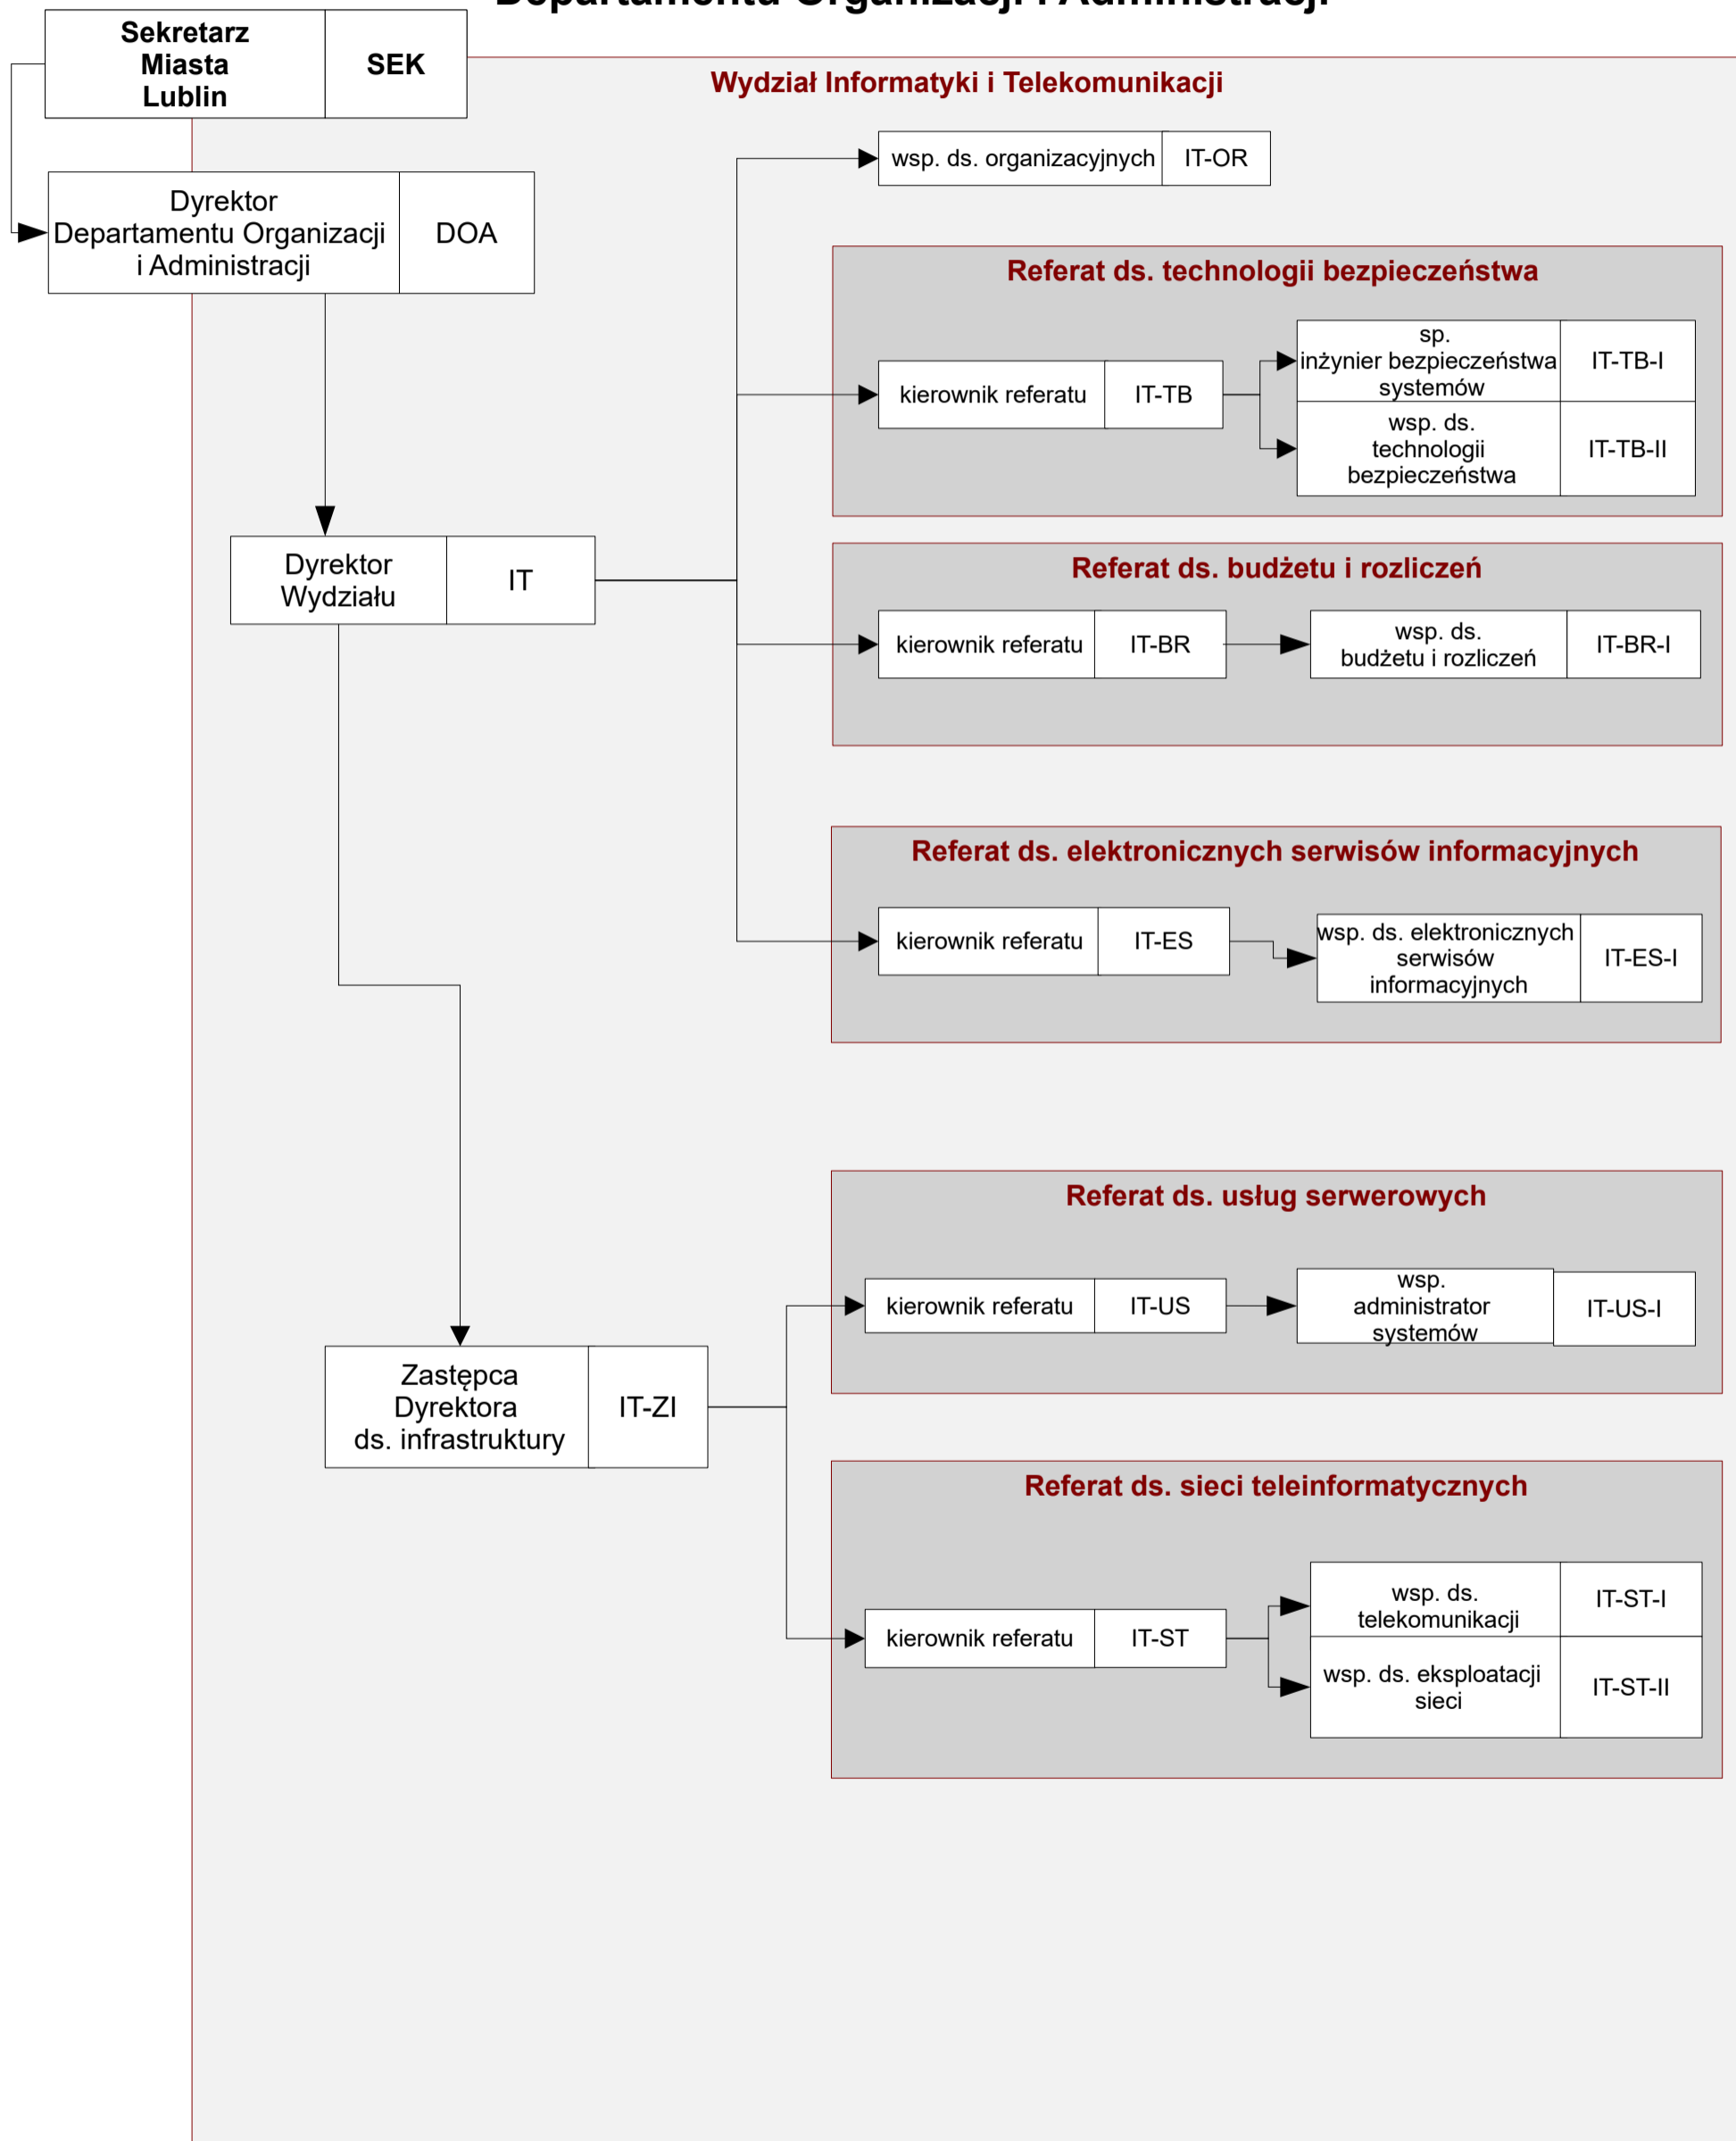 Departamentu Organizacji i Administracji
Sekretarz
Miasta
Lublin
SEK
Wydział Informatyki i Telekomunikacji
wsp. ds. organizacyjnych
IT-OR
Dyrektor
Departamentu Organizacji
i Administracji
DOA
Referat ds. technologii bezpieczeństwa
kierownik referatu
IT-TB
sp.
inżynier bezpieczeństwa
systemów
IT-TB-I
wsp. ds.
technologii
bezpieczeństwa
IT-TB-II
Dyrektor
Wydziału
IT
Referat ds. budżetu i rozliczeń
kierownik referatu
IT-BR
wsp. ds.
budżetu i rozliczeń
IT-BR-I
Referat ds. elektronicznych serwisów informacyjnych
kierownik referatu
IT-ES
wsp. ds. elektronicznych
serwisów
informacyjnych
IT-ES-I
Referat ds. usług serwerowych
kierownik referatu
IT-US
wsp.
administrator
systemów
IT-US-I
Zastępca
Dyrektora
ds. infrastruktury
IT-ZI
Referat ds. sieci teleinformatycznych
kierownik referatu
IT-ST
wsp. ds.
telekomunikacji
IT-ST-I
wsp. ds. eksploatacji
sieci
IT-ST-II